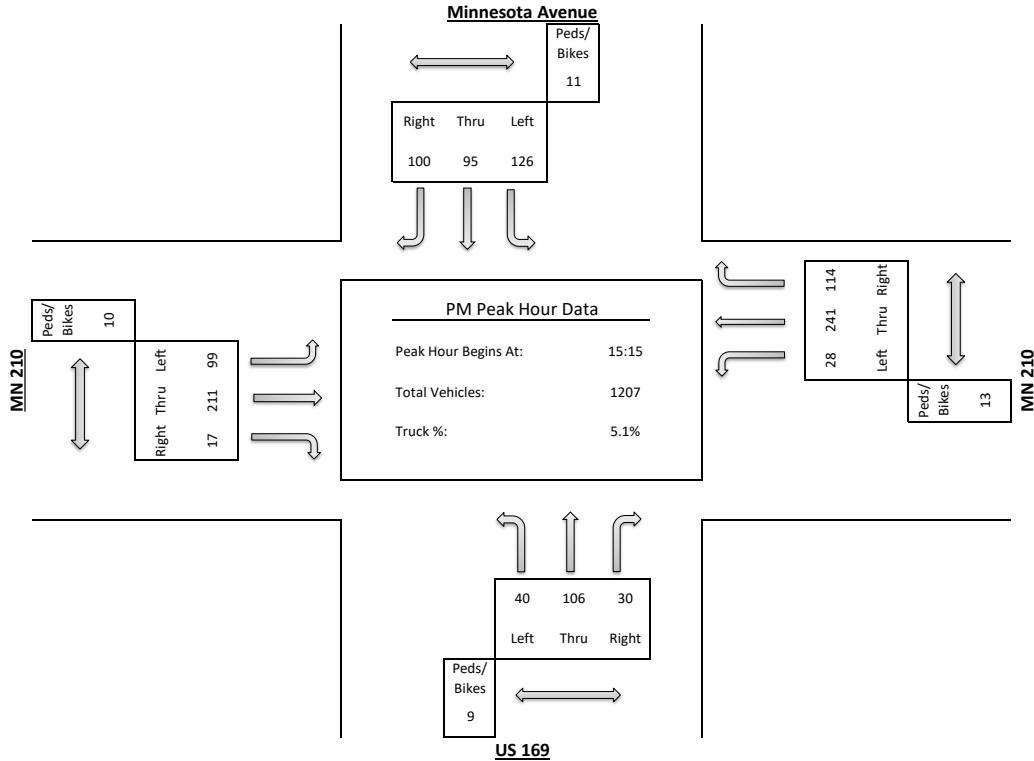 Minnesota Avenue
Peds/
Bikes
11
Right Thru Left
100 95 126
Peds/
Bikes
10
Left 99
Thru 211
Right 17
MN 210
PM Peak Hour Data
Peak Hour Begins At: 15:15
Total Vehicles: 1207
Truck %: 5.1%
114 Right
241 Thru
28 Left
Peds/
Bikes
13
MN 210
40 106 30
Left Thru Right
Peds/
Bikes
9
US 169